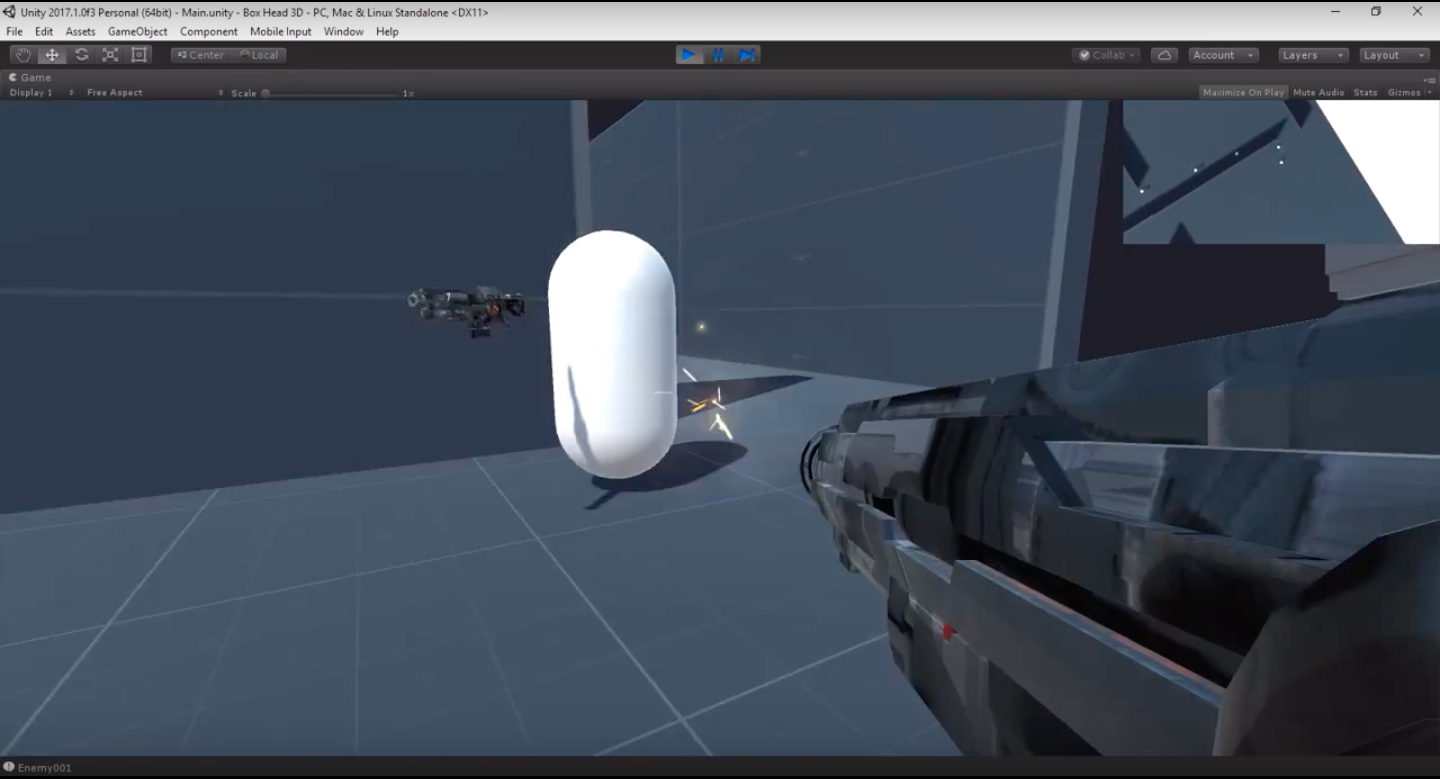 Unity 2017.1.0f3 Personal (64bit) - Main.unity - Box Head 3D - PC, Mac & Linux Standalone <DX11>
File Edit Assets GameObject Component Mobile Input Window Help
Center Local Collab Account Layers Layout
Game
Display 1 Free Aspect Scale 1x Maximize On Play Mute Audio Stats Gizmos
Enemy001